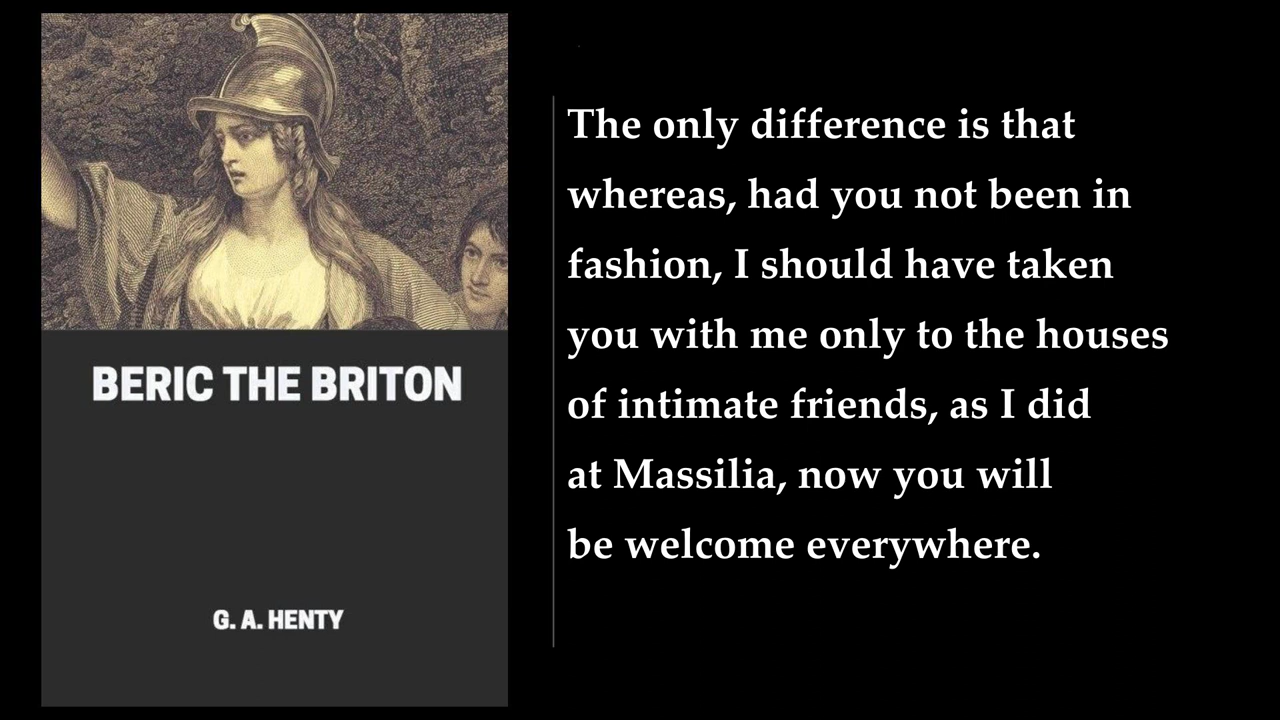 BERIC THE BRITON
G. A. HENTY
The only difference is that
whereas, had you not been in
fashion, I should have taken
you with me only to the houses
of intimate friends, as I did
at Massilia, now you will
be welcome everywhere.